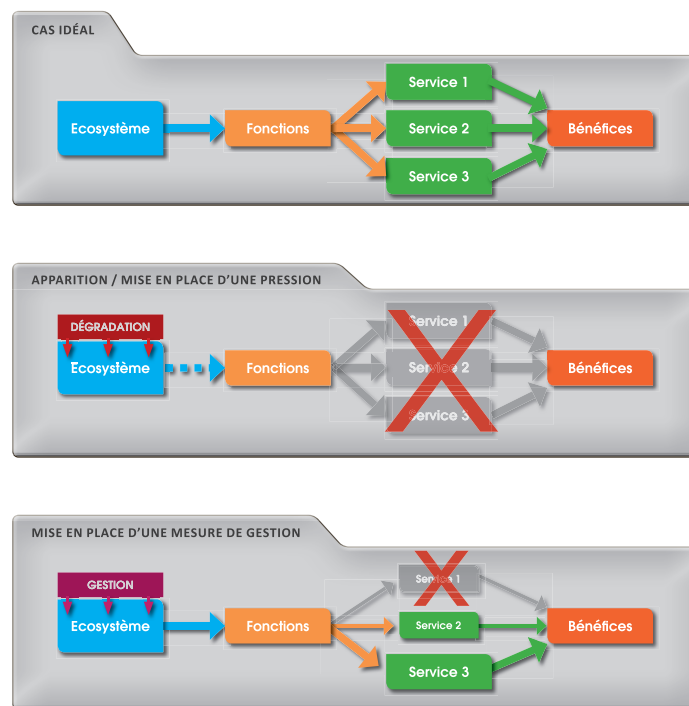 CAS IDÉAL
Service 1
Ecosystème
Fonctions
Service 2
Bénéfices
Service 3
APPARITION / MISE EN PLACE D'UNE PRESSION
DÉGRADATION
Service 1
Ecosystème
Fonctions
Service 2
Bénéfices
Service 3
MISE EN PLACE D'UNE MESURE DE GESTION
GESTION
Service 1
Ecosystème
Fonctions
Service 2
Bénéfices
Service 3